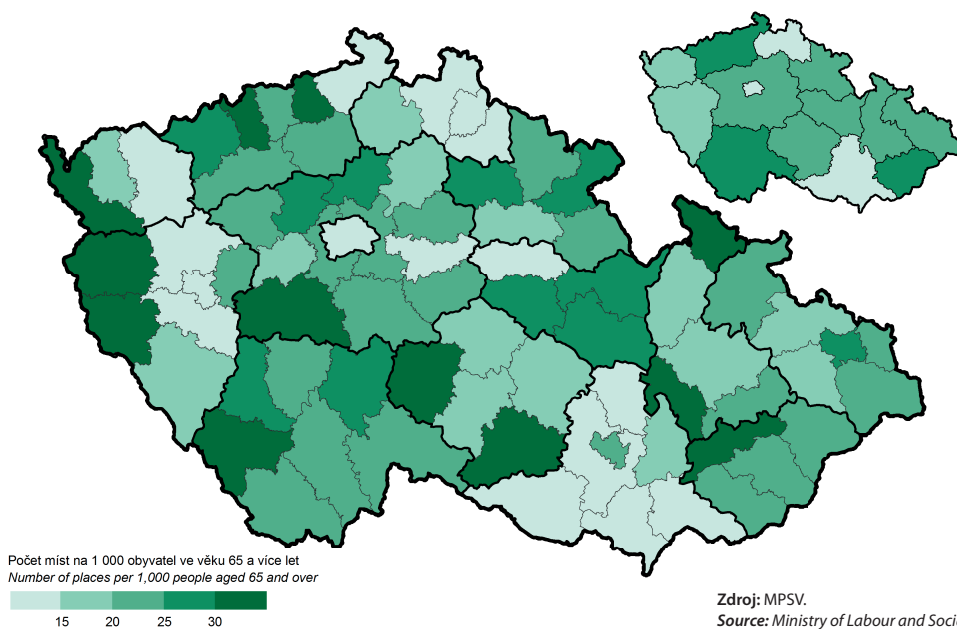 Počet míst na 1 000 obyvatel ve věku 65 a více let
Number of places per 1,000 people aged 65 and over
15 25
20 30
Zdroj: MPSV.
Source: Ministry of Labour and Socie